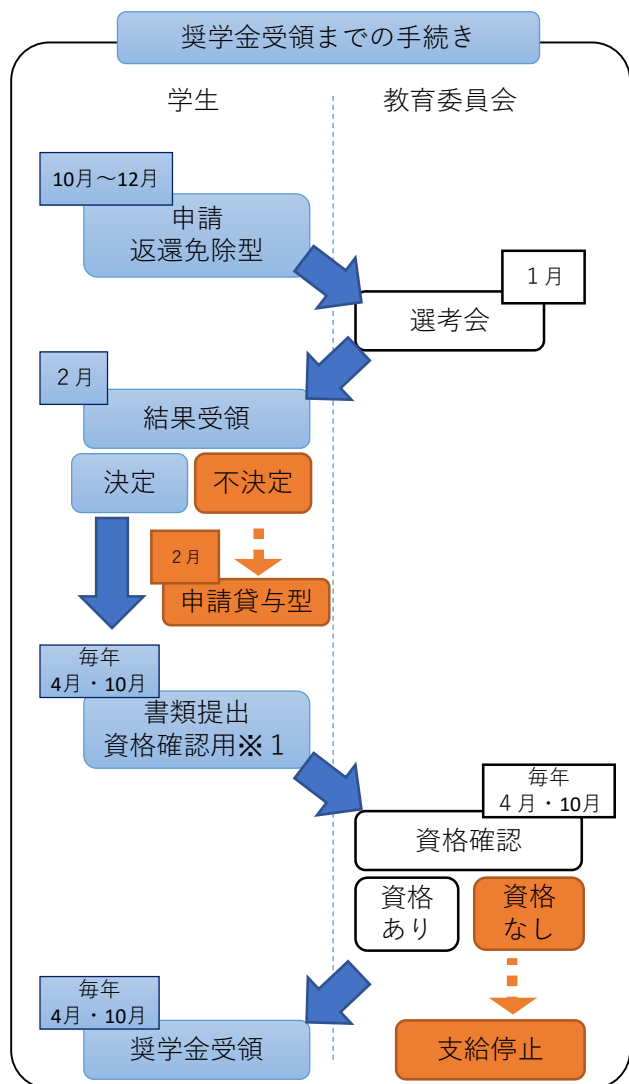 奨学金受領までの手続き
学生
教育委員会
10月～12月
申請
返還免除型
１月
選考会
２月
結果受領
決定
不決定
２月
申請貸与型
毎年
4月・10月
書類提出
資格確認用※１
毎年
４月・10月
資格確認
資格
あり
資格
なし
毎年
4月・10月
奨学金受領
支給停止